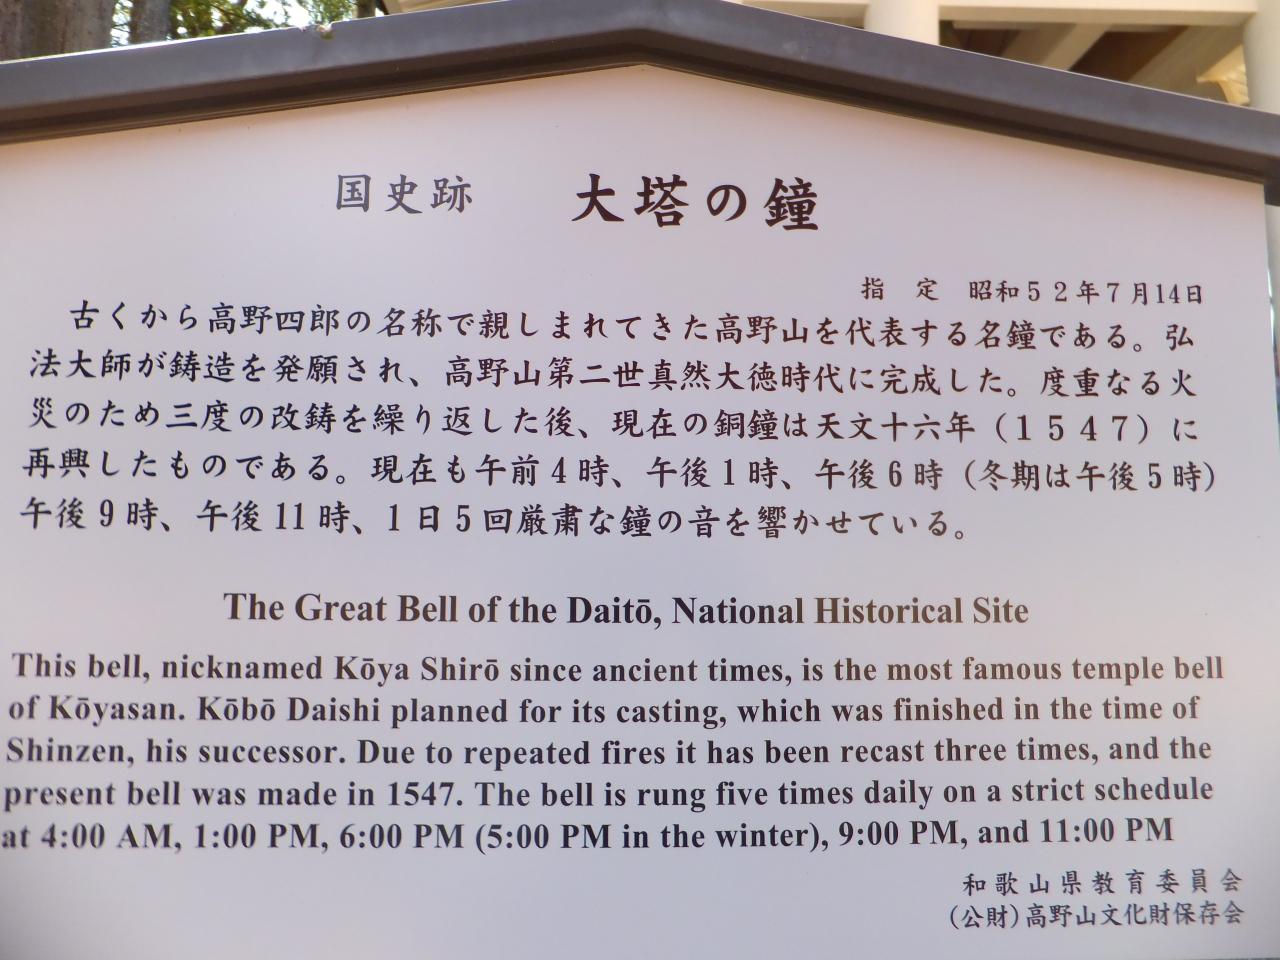 国史跡　大塔の鐘
指　定　昭和５２年７月14日
古くから高野四郎の名称で親しまれてきた高野山を代表する名鐘である。弘
法大師が鋳造を発願され、高野山第二世真然大徳時代に完成した。度重なる火
災のため三度の改鋳を繰り返した後、現在の銅鐘は天文十六年（１５４７）に
再興したものである。現在も午前４時、午後１時、午後６時（冬期は午後５時）
午後９時、午後11時、１日５回厳粛な鐘の音を響かせている。
The Great Bell of the Daitō, National Historical Site
This bell, nicknamed Kōya Shirō since ancient times, is the most famous temple bell
of Kōyasan. Kōbō Daishi planned for its casting, which was finished in the time of
Shinzen, his successor. Due to repeated fires it has been recast three times, and the
present bell was made in 1547. The bell is rung five times daily on a strict schedule
at 4:00 AM, 1:00 PM, 6:00 PM (5:00 PM in the winter), 9:00 PM, and 11:00 PM
和歌山県教育委員会
（公財）高野山文化財保存会